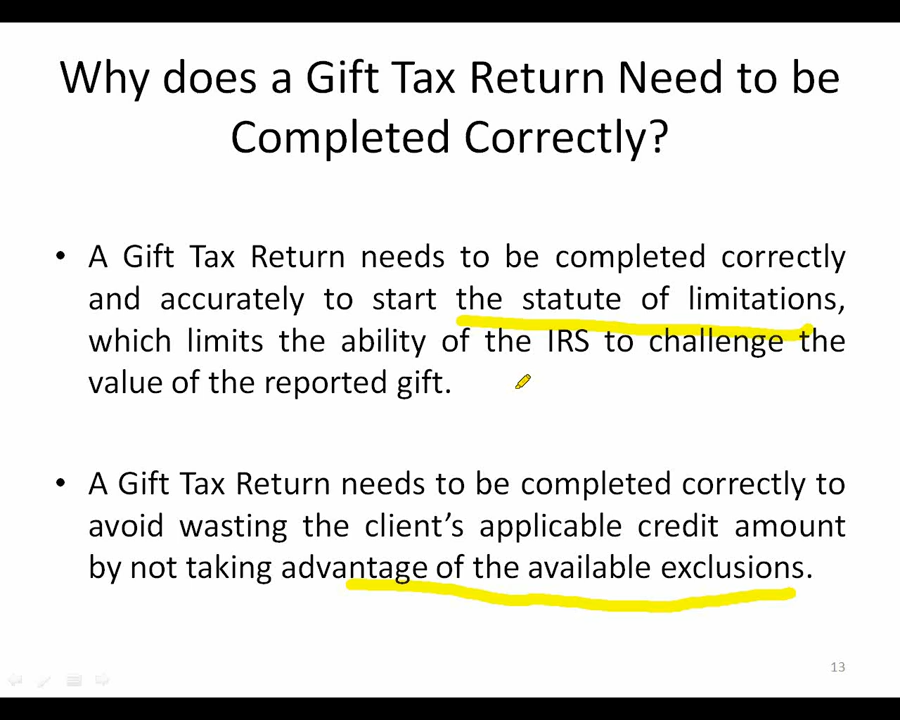 Why does a Gift Tax Return Need to be
Completed Correctly?
• A Gift Tax Return needs to be completed correctly
and accurately to start the statute of limitations,
which limits the ability of the IRS to challenge the
value of the reported gift.
• A Gift Tax Return needs to be completed correctly to
avoid wasting the client’s applicable credit amount
by not taking advantage of the available exclusions.
13